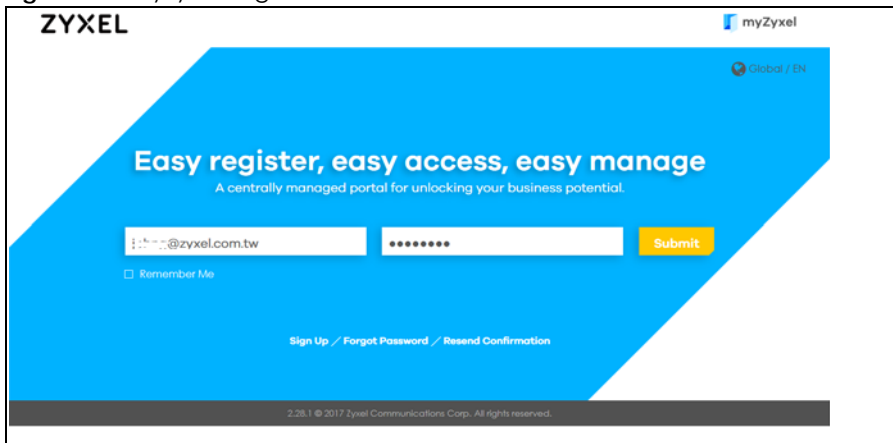 ZYXEL
myZyxel
Global / EN
Easy register, easy access, easy manage
A centrally managed portal for unlocking your business potential.
@zyxel.com.tw
Submit
Remember Me
Sign Up / Forgot Password / Resend Confirmation
2.28.1 © 2017 Zyxel Communications Corp. All rights reserved.